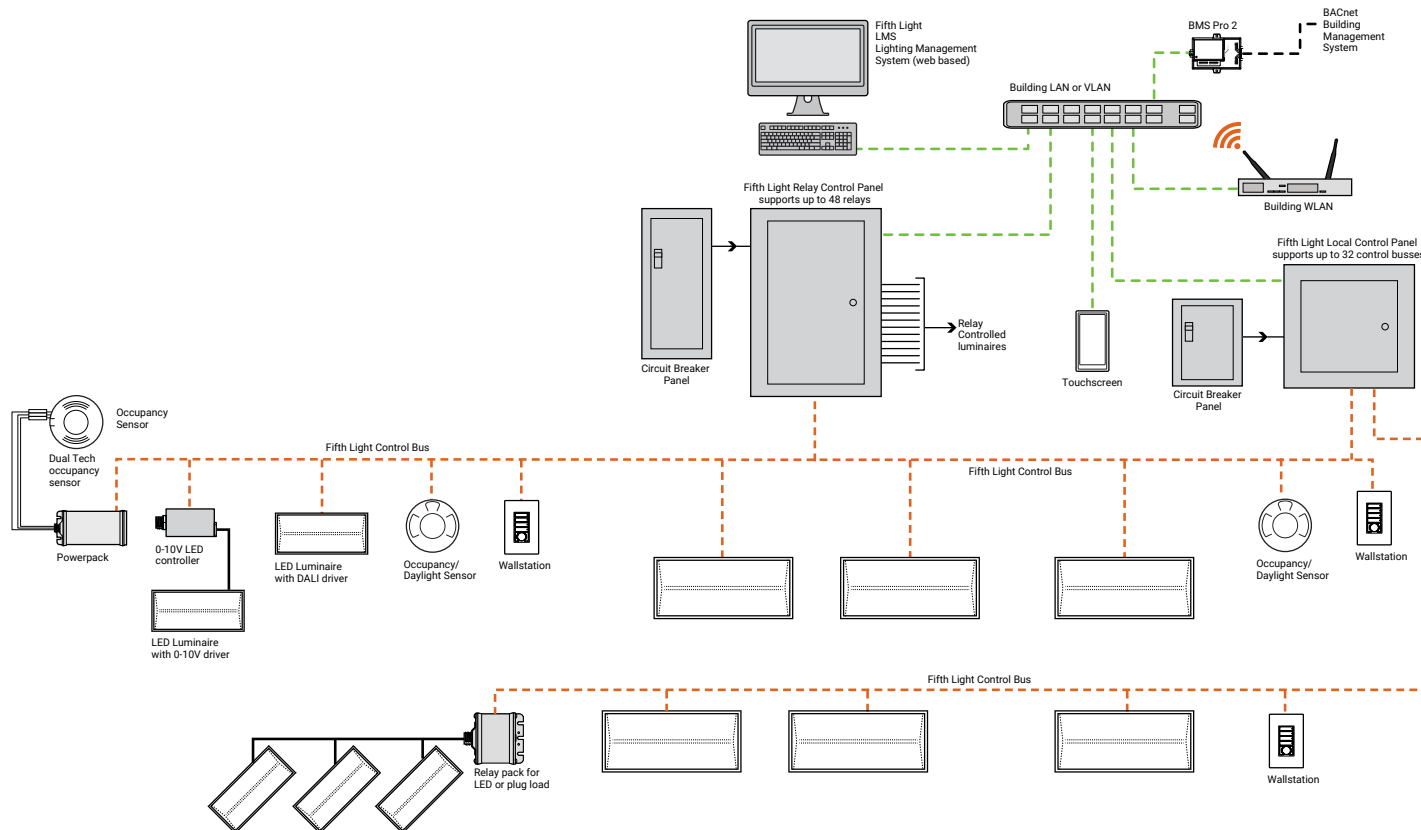 Fifth Light
LMS
Lighting Management
System (web based)
BMS Pro 2
BACnet
Building
Management
System
Building LAN or VLAN
Building WLAN
Fifth Light Relay Control Panel
supports up to 48 relays
Fifth Light Local Control Panel
supports up to 32 control busses
Relay
Controlled
luminaires
Circuit Breaker
Panel
Touchscreen
Circuit Breaker
Panel
Occupancy
Sensor
Dual Tech
occupancy
sensor
Fifth Light Control Bus
Fifth Light Control Bus
Powerpack
0-10V LED
controller
LED Luminaire
with DALI driver
Occupancy/
Daylight Sensor
Wallstation
Occupancy/
Daylight Sensor
Wallstation
LED Luminaire
with 0-10V driver
Fifth Light Control Bus
Relay pack for
LED or plug load
Wallstation